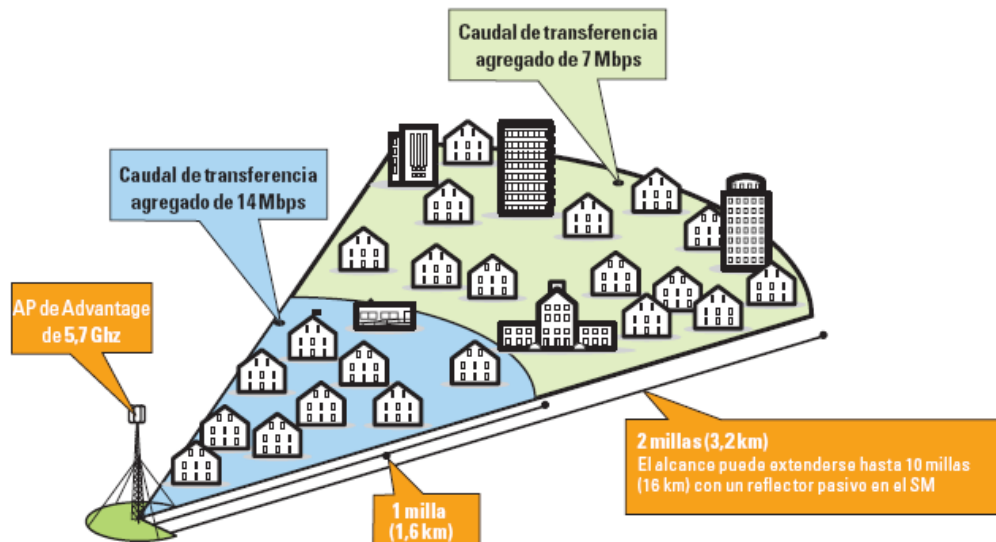 Caudal de transferencia
agregado de 7 Mbps
Caudal de transferencia
agregado de 14 Mbps
AP de Advantage
de 5,7 Ghz
2 millas (3,2 km)
El alcance puede extenderse hasta 10 millas
(16 km) con un reflector pasivo en el SM
1 milla
(1,6 km)